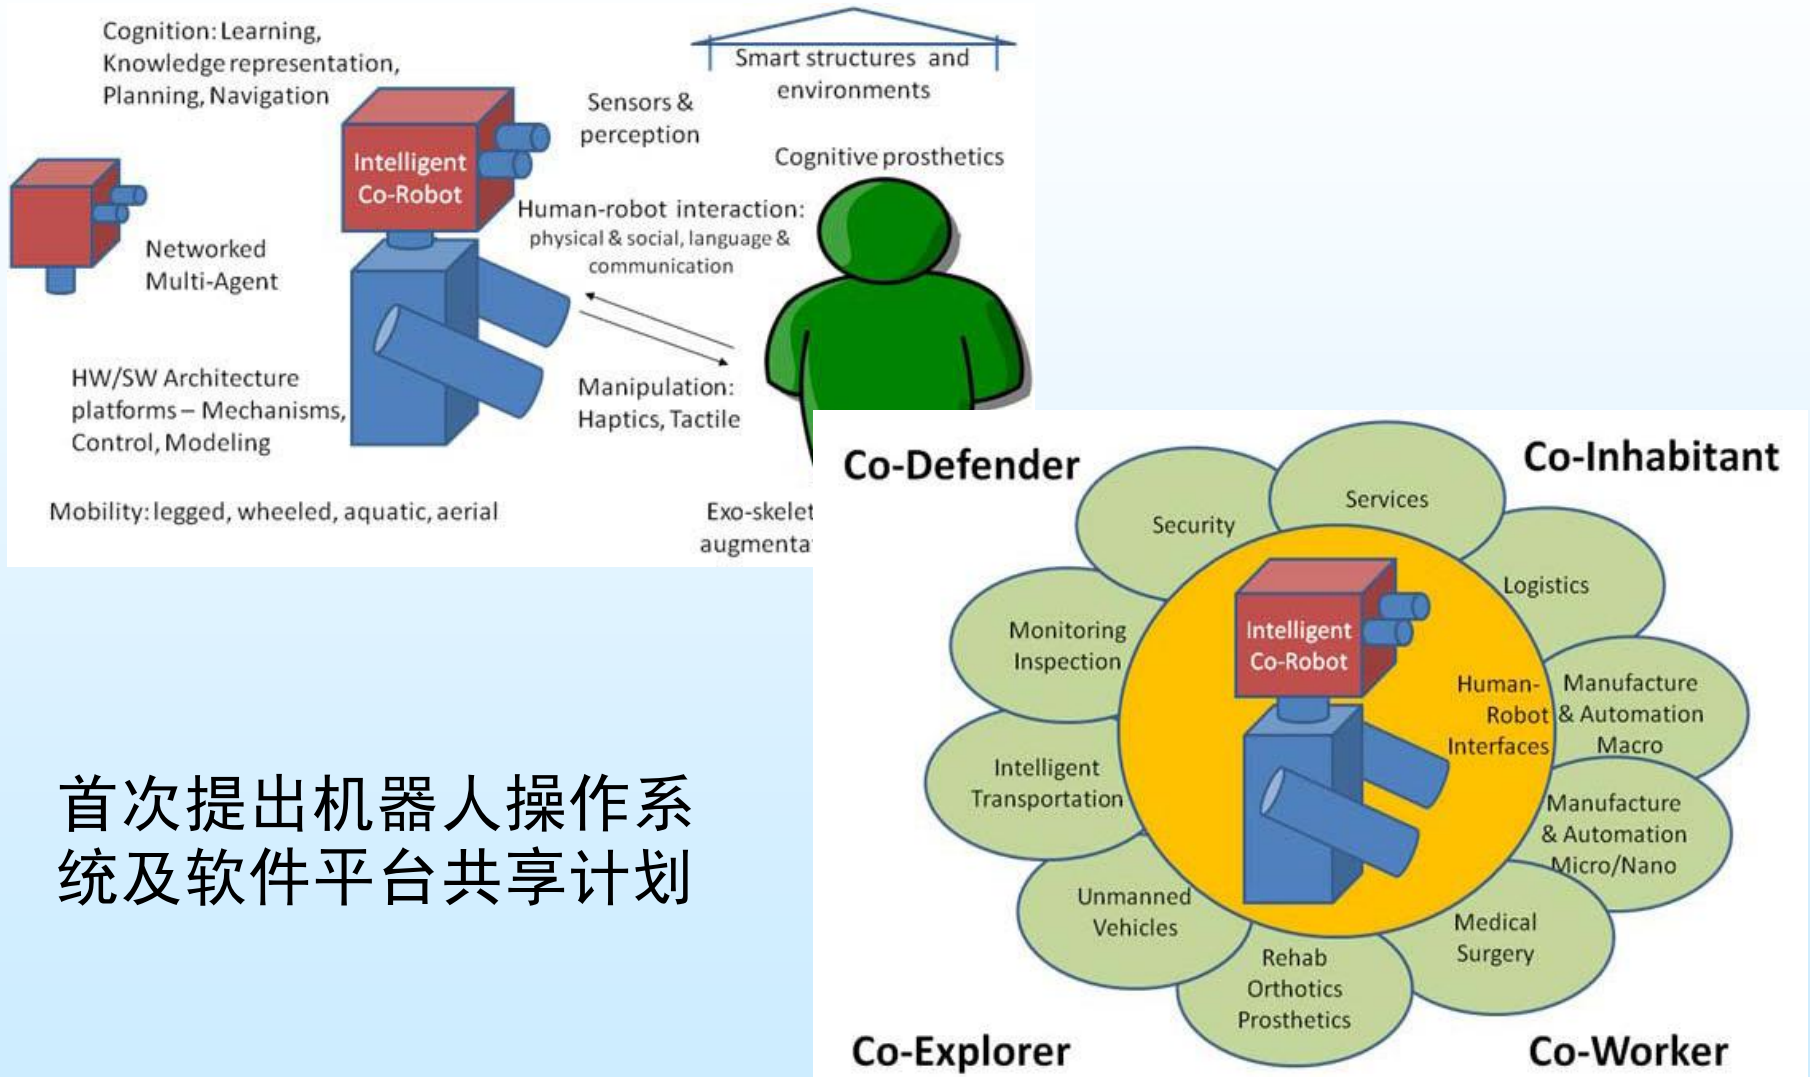 Cognition: Learning,
Knowledge representation,
Planning, Navigation
Smart structures and
environments
Sensors &
perception
Cognitive prosthetics
Intelligent
Co-Robot
Human-robot interaction:
physical & social, language &
communication
Networked
Multi-Agent
HW/SW Architecture
platforms – Mechanisms,
Control, Modeling
Manipulation:
Haptics, Tactile
Mobility: legged, wheeled, aquatic, aerial
Exo-skelet
augmenta
首次提出机器人操作系
统及软件平台共享计划
Co-Defender
Co-Inhabitant
Services
Security
Logistics
Monitoring
Inspection
Intelligent
Co-Robot
Human-
Robot
Interfaces
Manufacture
& Automation
Macro
Intelligent
Transportation
Manufacture
& Automation
Micro/Nano
Unmanned
Vehicles
Medical
Surgery
Rehab
Orthotics
Prosthetics
Co-Explorer
Co-Worker